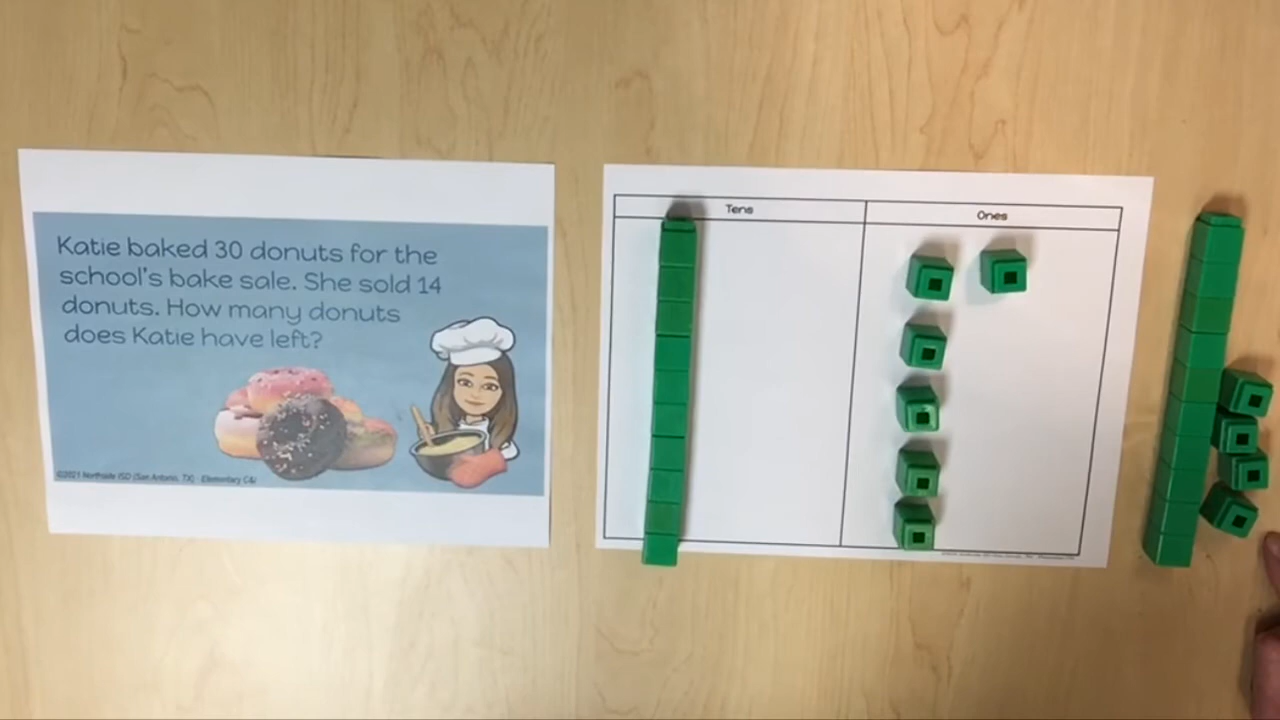 Katie baked 30 donuts for the
school's bake sale. She sold 14
donuts. How many donuts
does Katie have left?
©2021 Northside ISD (San Antonio, TX) - Elementary C&I
Tens
Ones